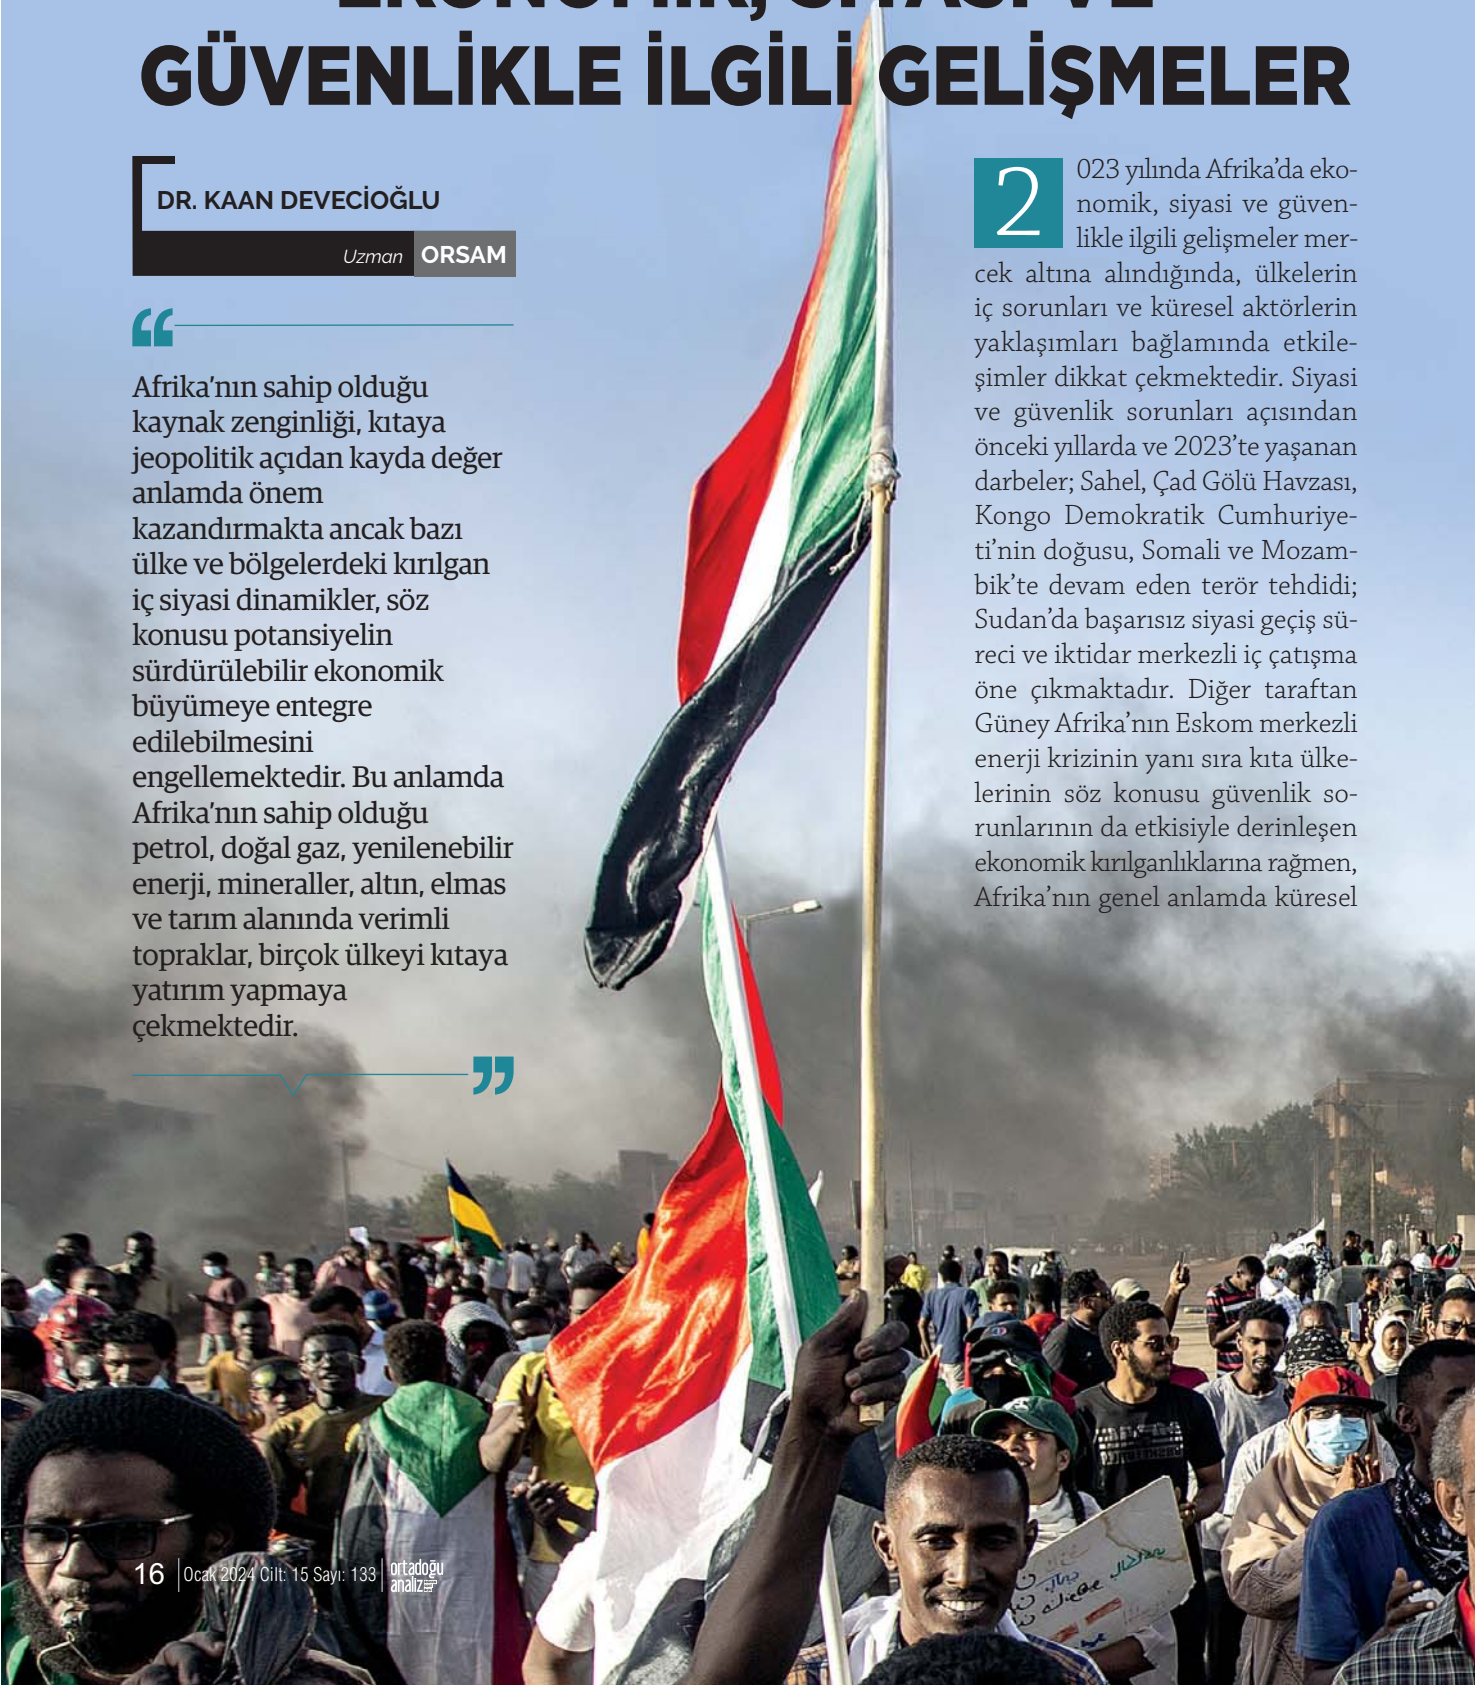 EKONOMİK, SİYASİ VE
GÜVENLİKLE İLGİLİ GELİŞMELER
DR. KAAN DEVECİOĞLU
Uzman ORSAM
“
Afrika’nın sahip olduğu
kaynak zenginliği, kıtaya
jeopolitik açıdan kayda değer
anlamda önem
kazandırmakta ancak bazı
ülke ve bölgelerdeki kırılgan
iç siyasi dinamikler, söz
konusu potansiyelin
sürdürülebilir ekonomik
büyümeye entegre
edilebilmesini
engellemektedir. Bu anlamda
Afrika’nın sahip olduğu
petrol, doğal gaz, yenilenebilir
enerji, mineraller, altın, elmas
ve tarım alanında verimli
topraklar, birçok ülkeyi kıtaya
yatırım yapmaya
çekmektedir.
”
2023 yılında Afrika’da eko-
nomik, siyasi ve güven-
likle ilgili gelişmeler mer-
cek altına alındığında, ülkelerin
iç sorunları ve küresel aktörlerin
yaklaşımları bağlamında etkile-
şimler dikkat çekmektedir. Siyasi
ve güvenlik sorunları açısından
önceki yıllarda ve 2023’te yaşanan
darbeler; Sahel, Çad Gölü Havzası,
Kongo Demokratik Cumhuriye-
ti’nin doğusu, Somali ve Mozam-
bik’te devam eden terör tehdidi;
Sudan’da başarısız siyasi geçiş sü-
reci ve iktidar merkezli iç çatışma
öne çıkmaktadır. Diğer taraftan
Güney Afrika’nın Eskom merkezli
enerji krizinin yanı sıra kıta ülke-
lerinin söz konusu güvenlik so-
runlarının da etkisiyle derinleşen
ekonomik kırılganlıklarına rağmen,
Afrika’nın genel anlamda küresel
16 | Ocak 2024 Cilt: 15 Sayı: 133 | ortadoğu
analiz